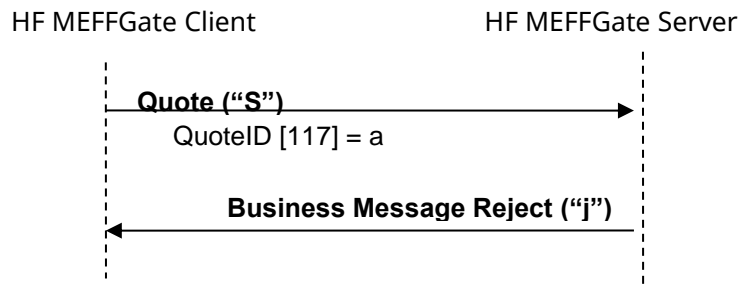 HF MEFFGate Client HF MEFFGate Server
Quote (“S”)
QuoteID [117] = a
Business Message Reject (“j”)